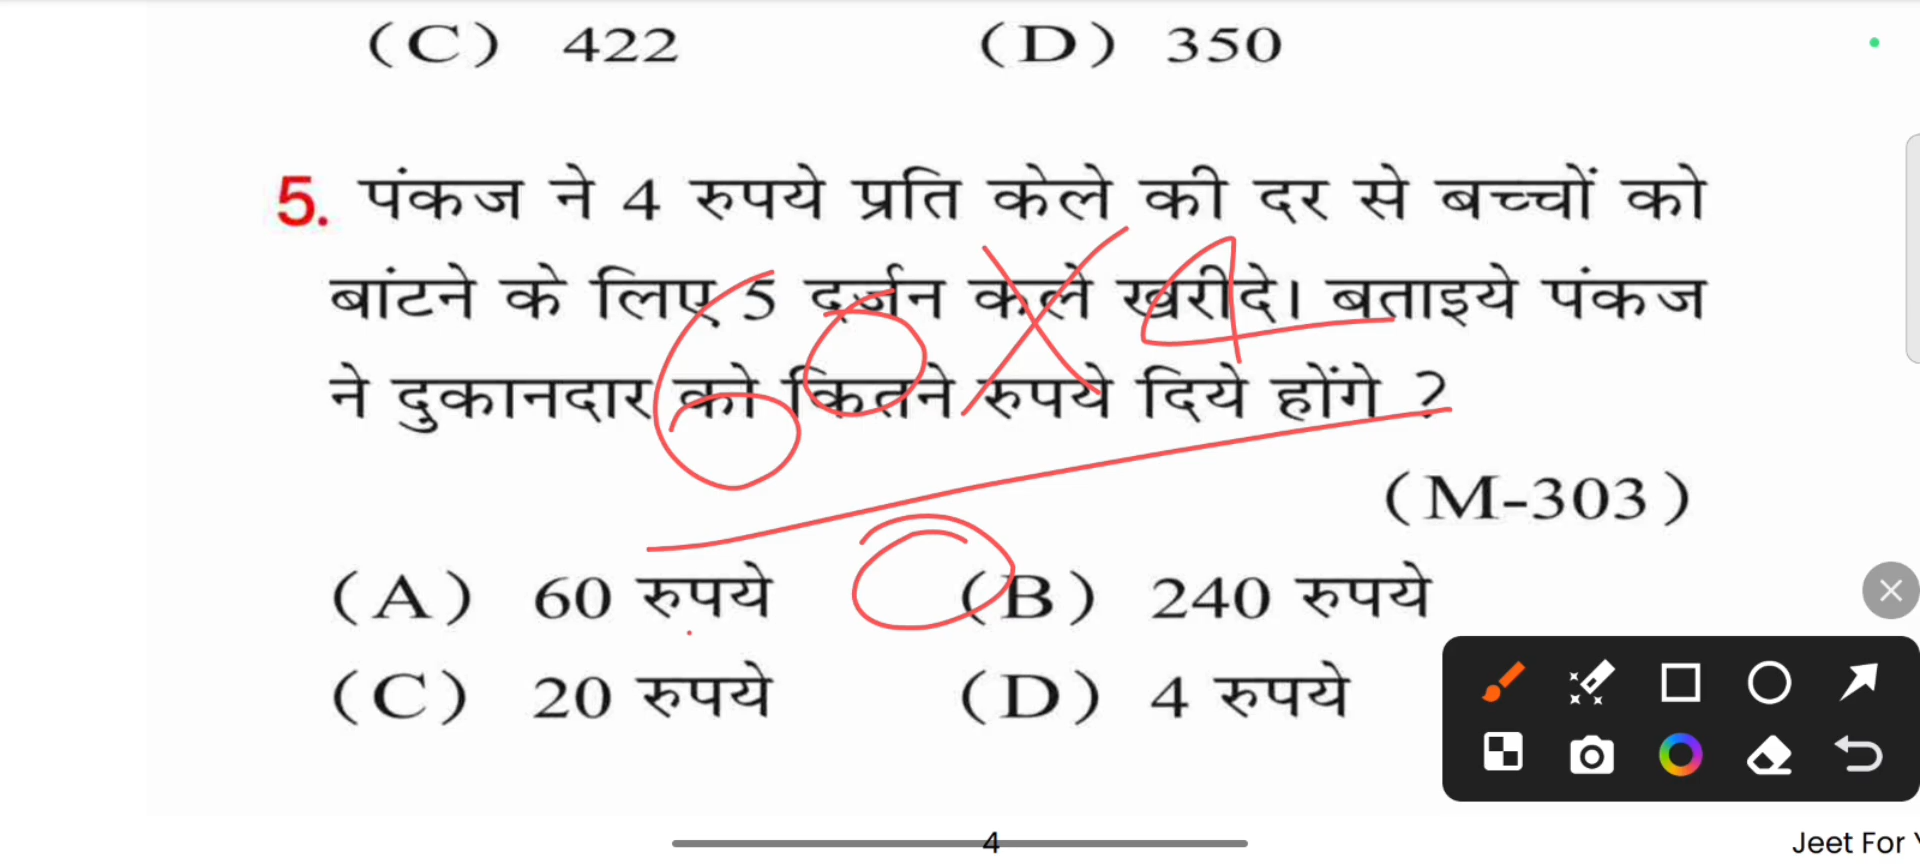 (C) 422 (D) 350
5. पंकज ने 4 रुपये प्रति केले की दर से बच्चों को
बांटने के लिए 5 दर्जन केले खरीदे। बताइये पंकज
ने दुकानदार को कितने रुपये दिये होंगे ?
60 × 4
(M-303)
(A) 60 रुपये (B) 240 रुपये
(C) 20 रुपये (D) 4 रुपये
4
Jeet For